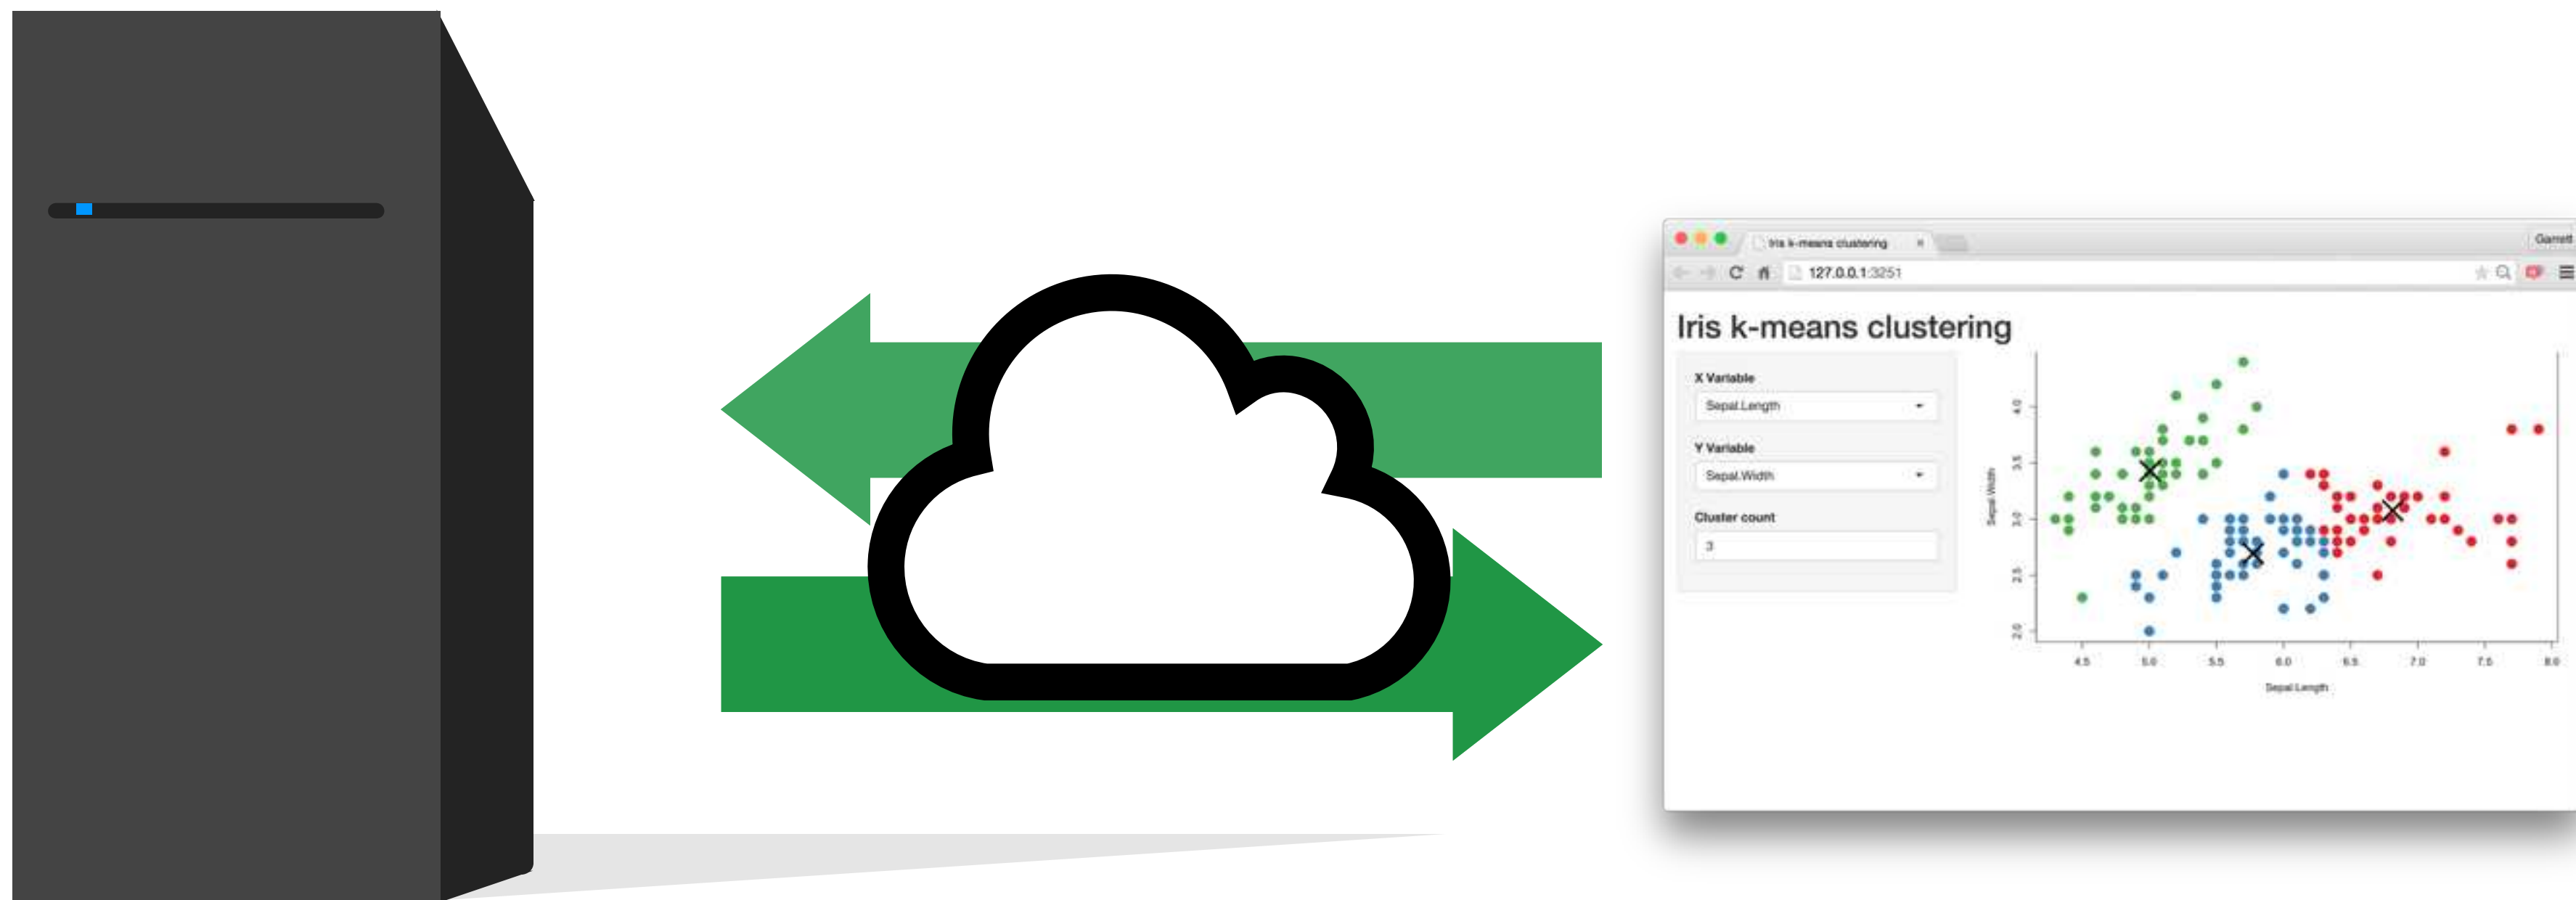 Iris k-means clustering
Garrett
127.0.0.1:3251
Iris k-means clustering
X Variable
Sepal.Length
Y Variable
Sepal.Width
Cluster count
3
Sepal.Width
4.0
3.5
3.0
2.5
2.0
4.5 5.0 5.5 6.0 6.5 7.0 7.5 8.0
Sepal.Length